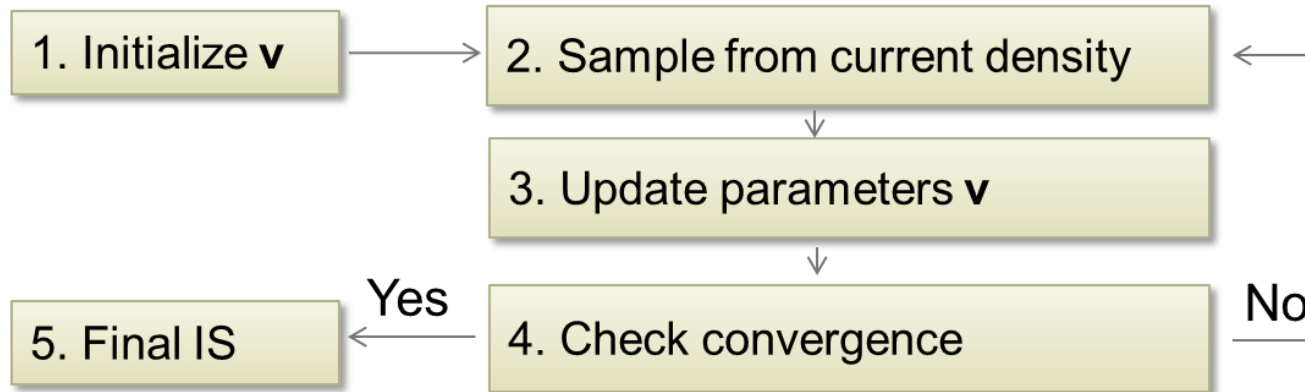 1. Initialize v
2. Sample from current density
3. Update parameters v
Yes
4. Check convergence
No
5. Final IS